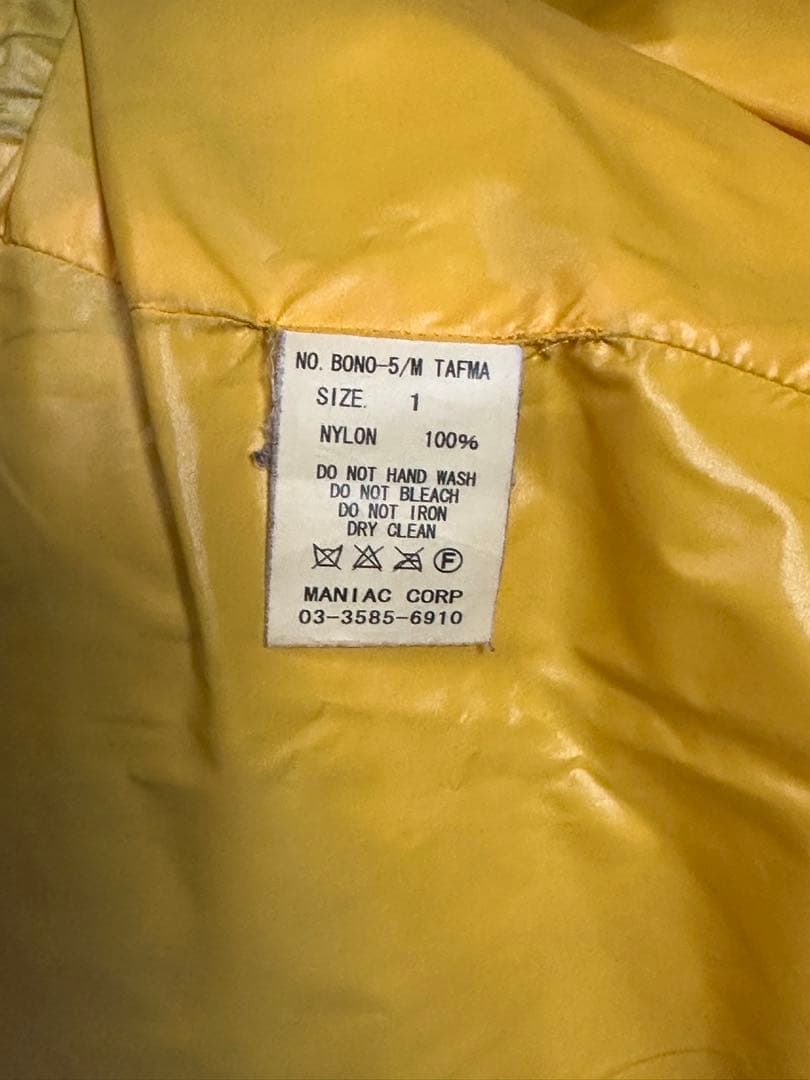 NO. BONO-5/M TAFMA
SIZE. 1
NYLON 100%
DO NOT HAND WASH
DO NOT BLEACH
DO NOT IRON
DRY CLEAN
F
MANIAC CORP
03-3585-6910